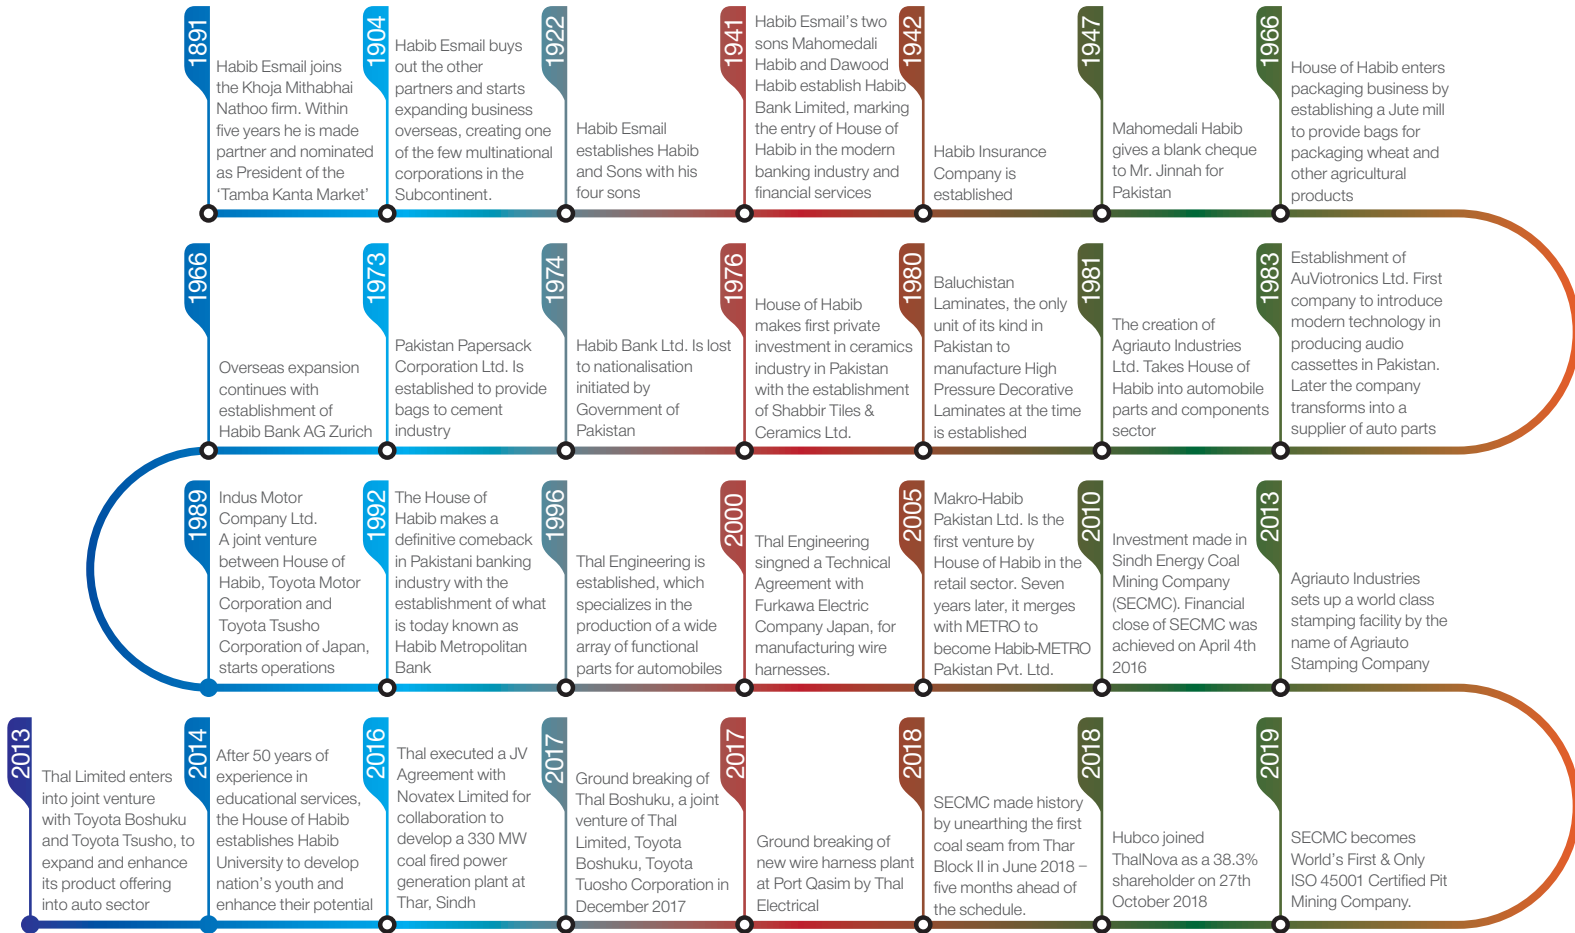 1891
Habib Esmail joins
the Khoja Mithabhai
Nathoo firm. Within
five years he is made
partner and nominated
as President of the
‘Tamba Kanta Market’
1904
Habib Esmail buys
out the other
partners and starts
expanding business
overseas, creating one
of the few multinational
corporations in the
Subcontinent.
1922
Habib Esmail
establishes Habib
and Sons with his
four sons
1941
Habib Esmail’s two
sons Mahomedali
Habib and Dawood
Habib establish Habib
Bank Limited, marking
the entry of House of
Habib in the modern
banking industry and
financial services
1942
Habib Insurance
Company is
established
1947
Mahomedali Habib
gives a blank cheque
to Mr. Jinnah for
Pakistan
1966
House of Habib enters
packaging business by
establishing a Jute mill
to provide bags for
packaging wheat and
other agricultural
products
1966
Overseas expansion
continues with
establishment of
Habib Bank AG Zurich
1973
Pakistan Papersack
Corporation Ltd. Is
established to provide
bags to cement
industry
1974
Habib Bank Ltd. Is lost
to nationalisation
initiated by
Government of
Pakistan
1976
House of Habib
makes first private
investment in ceramics
industry in Pakistan
with the establishment
of Shabbir Tiles &
Ceramics Ltd.
1980
Baluchistan
Laminates, the only
unit of its kind in
Pakistan to
manufacture High
Pressure Decorative
Laminates at the time
is established
1981
The creation of
Agriauto Industries
Ltd. Takes House of
Habib into automobile
parts and components
sector
1983
Establishment of
AuViotronics Ltd. First
company to introduce
modern technology in
producing audio
cassettes in Pakistan.
Later the company
transforms into a
supplier of auto parts
1989
Indus Motor
Company Ltd.
A joint venture
between House of
Habib, Toyota Motor
Corporation and
Toyota Tsusho
Corporation of Japan,
starts operations
1992
The House of
Habib makes a
definitive comeback
in Pakistani banking
industry with the
establishment of what
is today known as
Habib Metropolitan
Bank
1996
Thal Engineering is
established, which
specializes in the
production of a wide
array of functional
parts for automobiles
2000
Thal Engineering
singned a Technical
Agreement with
Furkawa Electric
Company Japan, for
manufacturing wire
harnesses.
2005
Makro-Habib
Pakistan Ltd. Is the
first venture by
House of Habib in the
retail sector. Seven
years later, it merges
with METRO to
become Habib-METRO
Pakistan Pvt. Ltd.
2010
Investment made in
Sindh Energy Coal
Mining Company
(SECMC). Financial
close of SECMC was
achieved on April 4th
2016
2013
Agriauto Industries
sets up a world class
stamping facility by the
name of Agriauto
Stamping Company
2013
Thal Limited enters
into joint venture
with Toyota Boshuku
and Toyota Tsusho, to
expand and enhance
its product offering
into auto sector
2014
After 50 years of
experience in
educational services,
the House of Habib
establishes Habib
University to develop
nation’s youth and
enhance their potential
2016
Thal executed a JV
Agreement with
Novatex Limited for
collaboration to
develop a 330 MW
coal fired power
generation plant at
Thar, Sindh
2017
Ground breaking of
Thal Boshuku, a joint
venture of Thal
Limited, Toyota
Boshuku, Toyota
Tuosho Corporation in
December 2017
2017
Ground breaking of
new wire harness plant
at Port Qasim by Thal
Electrical
2018
SECMC made history
by unearthing the first
coal seam from Thar
Block II in June 2018 –
five months ahead of
the schedule.
2018
Hubco joined
ThalNova as a 38.3%
shareholder on 27th
October 2018
2019
SECMC becomes
World’s First & Only
ISO 45001 Certified Pit
Mining Company.